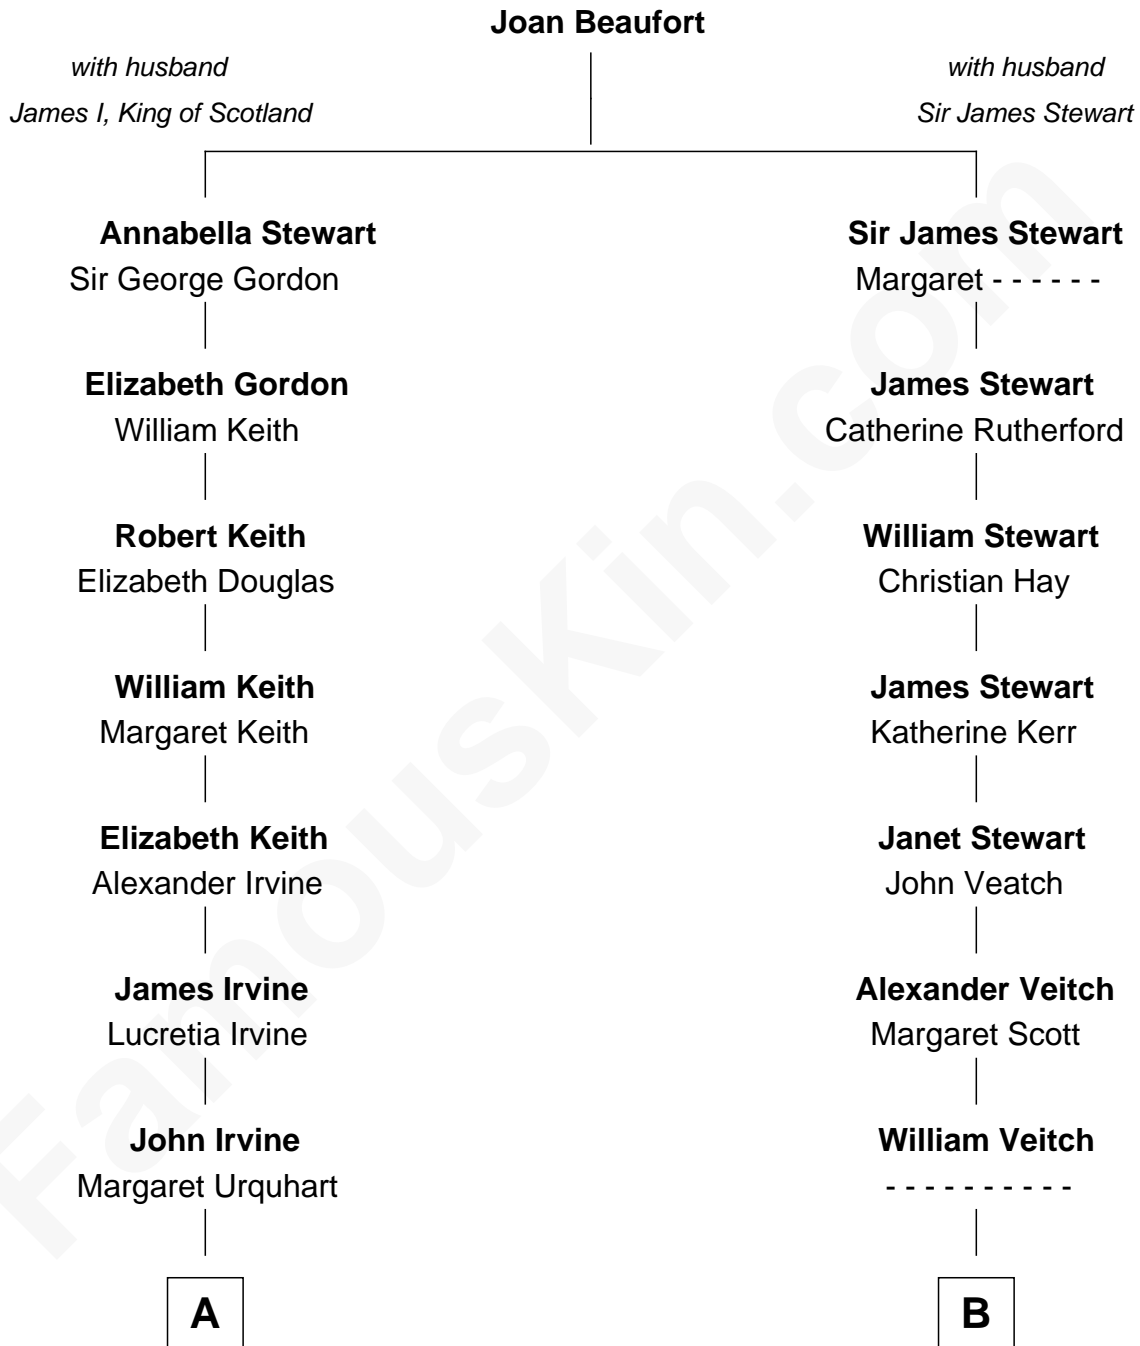 Joan Beaufort
with husband
James I, King of Scotland
with husband
Sir James Stewart
Annabella Stewart
Sir George Gordon
Sir James Stewart
Margaret - - - - - -
Elizabeth Gordon
William Keith
James Stewart
Catherine Rutherford
Robert Keith
Elizabeth Douglas
William Stewart
Christian Hay
William Keith
Margaret Keith
James Stewart
Katherine Kerr
Elizabeth Keith
Alexander Irvine
Janet Stewart
John Veatch
James Irvine
Lucretia Irvine
Alexander Veitch
Margaret Scott
John Irvine
Margaret Urquhart
William Veitch
- - - - - - - - - -
A
B
FamousKin.com